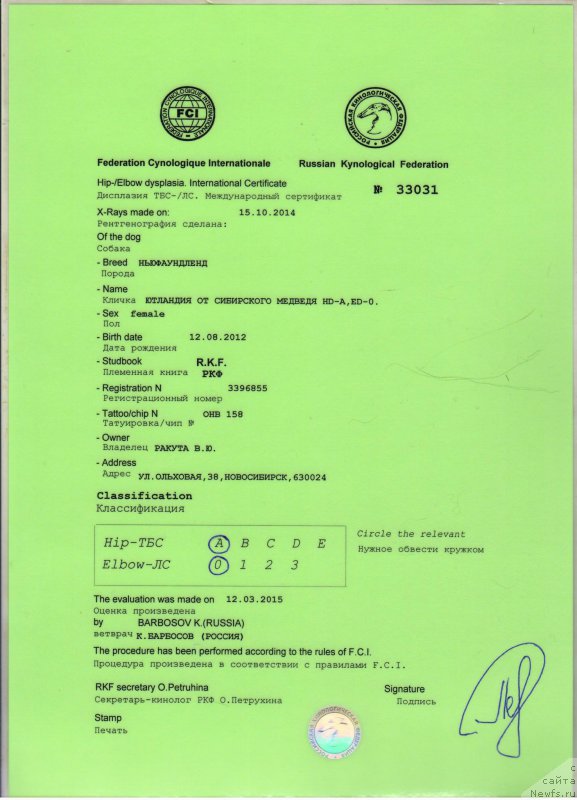 FEDERATION CYNOLOGIQUE INTERNATIONALE
FCI
РОССИЙСКАЯ КИНОЛОГИЧЕСКАЯ ФЕДЕРАЦИЯ
Federation Cynologique Internationale Russian Kynological Federation
Hip-/Elbow dysplasia. International Certificate
№ 33031
Дисплазия ТБС-/ЛС. Международный сертификат
X-Rays made on: 15.10.2014
Рентгенография сделана:
Of the dog
Собака
- Breed НЬЮФАУНДЛЕНД
Порода
- Name
Кличка ЮТЛАНДИЯ ОТ СИБИРСКОГО МЕДВЕДЯ HD-A,ED-0.
- Sex female
Пол
- Birth date 12.08.2012
Дата рождения
- Studbook R.K.F.
Племенная книга РКФ
- Registration N 3396855
Регистрационный номер
- Tattoo/chip N ОНВ 158
Татуировка/чип №
- Owner
Владелец РАКУТА В.Ю.
- Address
Адрес УЛ.ОЛЬХОВАЯ,38,НОВОСИБИРСК,630024
Classification
Классификация
Hip-ТБС A B C D E
Circle the relevant
Нужное обвести кружком
Elbow-ЛС 0 1 2 3
The evaluation was made on 12.03.2015
Оценка произведена
by BARBOSOV K.(RUSSIA)
ветврач К.БАРБОСОВ (РОССИЯ)
The procedure has been performed according to the rules of F.C.I.
Процедура произведена в соответствии с правилами F.C.I.
RKF secretary O.Petruhina Signature
Секретарь-кинолог РКФ О.Петрухина Подпись
Stamp
Печать
с
сайта
Newfs.ru